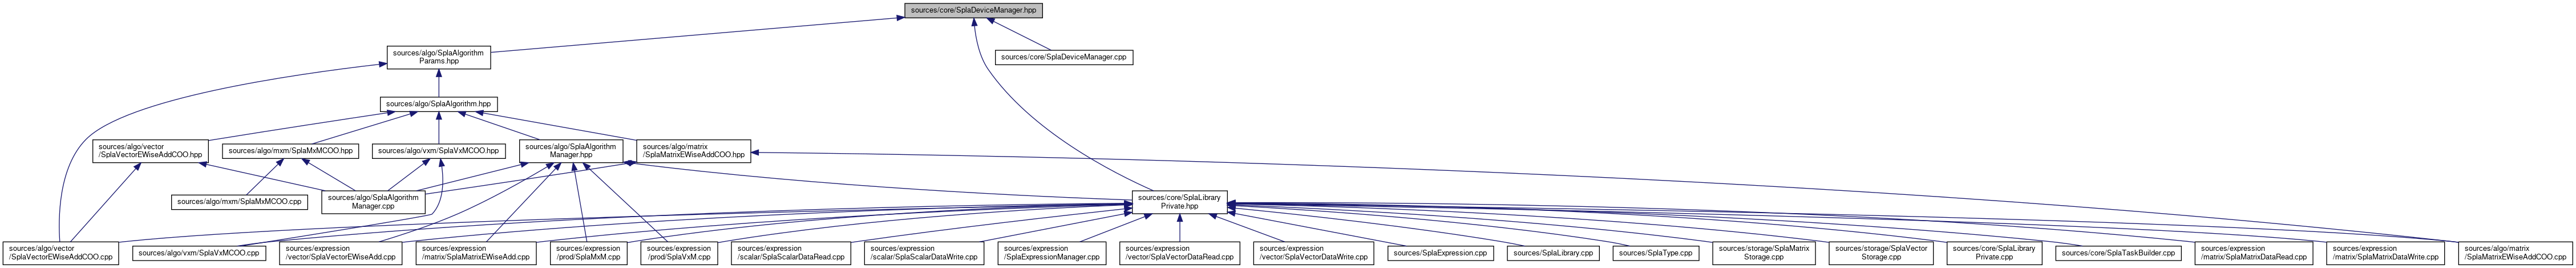 sources/core/SplaDeviceManager.hpp
sources/algo/SplaAlgorithm
Params.hpp
sources/core/SplaDeviceManager.cpp
sources/algo/SplaAlgorithm.hpp
sources/algo/vector
/SplaVectorEWiseAddCOO.hpp
sources/algo/mxm/SplaMxMCOO.hpp
sources/algo/vxm/SplaVxMCOO.hpp
sources/algo/SplaAlgorithm
Manager.hpp
sources/algo/matrix
/SplaMatrixEWiseAddCOO.hpp
sources/algo/mxm/SplaMxMCOO.cpp
sources/algo/SplaAlgorithm
Manager.cpp
sources/core/SplaLibrary
Private.hpp
sources/algo/vector
/SplaVectorEWiseAddCOO.cpp
sources/algo/vxm/SplaVxMCOO.cpp
sources/expression
/vector/SplaVectorEWiseAdd.cpp
sources/expression
/matrix/SplaMatrixEWiseAdd.cpp
sources/expression
/prod/SplaMxM.cpp
sources/expression
/prod/SplaVxM.cpp
sources/expression
/scalar/SplaScalarDataRead.cpp
sources/expression
/scalar/SplaScalarDataWrite.cpp
sources/expression
/SplaExpressionManager.cpp
sources/expression
/vector/SplaVectorDataRead.cpp
sources/expression
/vector/SplaVectorDataWrite.cpp
sources/SplaExpression.cpp
sources/SplaLibrary.cpp
sources/SplaType.cpp
sources/storage/SplaMatrix
Storage.cpp
sources/storage/SplaVector
Storage.cpp
sources/core/SplaLibrary
Private.cpp
sources/core/SplaTaskBuilder.cpp
sources/expression
/matrix/SplaMatrixDataRead.cpp
sources/expression
/matrix/SplaMatrixDataWrite.cpp
sources/algo/matrix
/SplaMatrixEWiseAddCOO.cpp